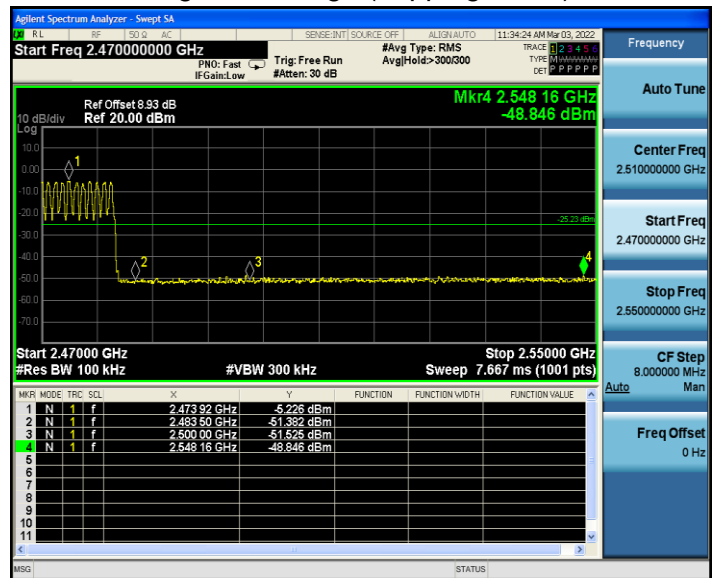 Agilent Spectrum Analyzer - Swept SA
LXI RL RF 50 Ω AC SENSE:INT SOURCE OFF ALIGN AUTO 11:34:24 AM Mar 03, 2022
Start Freq 2.470000000 GHz
PNO: Fast
IFGain:Low
Trig: Free Run
#Atten: 30 dB
#Avg Type: RMS
Avg|Hold:>300/300
TRACE 1 2 3 4 5 6
TYPE MWWWWW
DET P P P P P P
Frequency
Auto Tune
Center Freq
2.510000000 GHz
Start Freq
2.470000000 GHz
Stop Freq
2.550000000 GHz
CF Step
8.000000 MHz
Auto Man
Freq Offset
0 Hz
Ref Offset 8.93 dB
10 dB/div Ref 20.00 dBm
Log
Mkr4 2.548 16 GHz
-48.846 dBm
10.0
0.00
-10.0
-20.0
-30.0
-40.0
-50.0
-60.0
-70.0
1
2
3
4
-25.23 dBm
Start 2.47000 GHz Stop 2.55000 GHz
#Res BW 100 kHz #VBW 300 kHz Sweep 7.667 ms (1001 pts)
MKR MODE TRC SCL X Y FUNCTION FUNCTION WIDTH FUNCTION VALUE
1 N 1 f 2.473 92 GHz -5.226 dBm
2 N 1 f 2.483 50 GHz -51.382 dBm
3 N 1 f 2.500 00 GHz -51.525 dBm
4 N 1 f 2.548 16 GHz -48.846 dBm
5
6
7
8
9
10
11
MSG STATUS